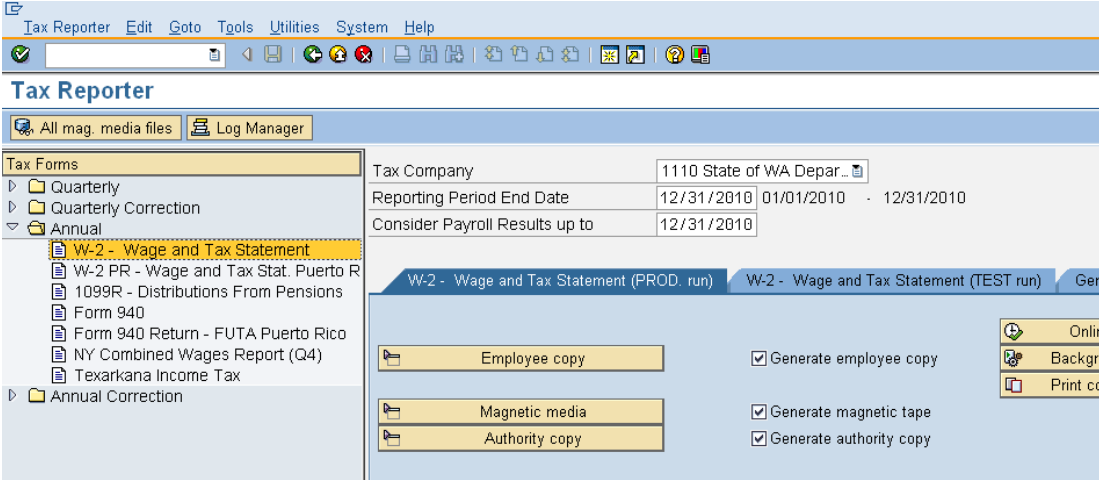 Tax Reporter Edit Goto Tools Utilities System Help
Tax Reporter
All mag. media files Log Manager
Tax Forms
Quarterly
Quarterly Correction
Annual
W-2 - Wage and Tax Statement
W-2 PR - Wage and Tax Stat. Puerto R
1099R - Distributions From Pensions
Form 940
Form 940 Return - FUTA Puerto Rico
NY Combined Wages Report (Q4)
Texarkana Income Tax
Annual Correction
Tax Company 1110 State of WA Depar...
Reporting Period End Date 12/31/2010 01/01/2010 - 12/31/2010
Consider Payroll Results up to 12/31/2010
W-2 - Wage and Tax Statement (PROD. run) W-2 - Wage and Tax Statement (TEST run) Ger
Onlin
Employee copy Generate employee copy Backgr
Print co
Magnetic media Generate magnetic tape
Authority copy Generate authority copy